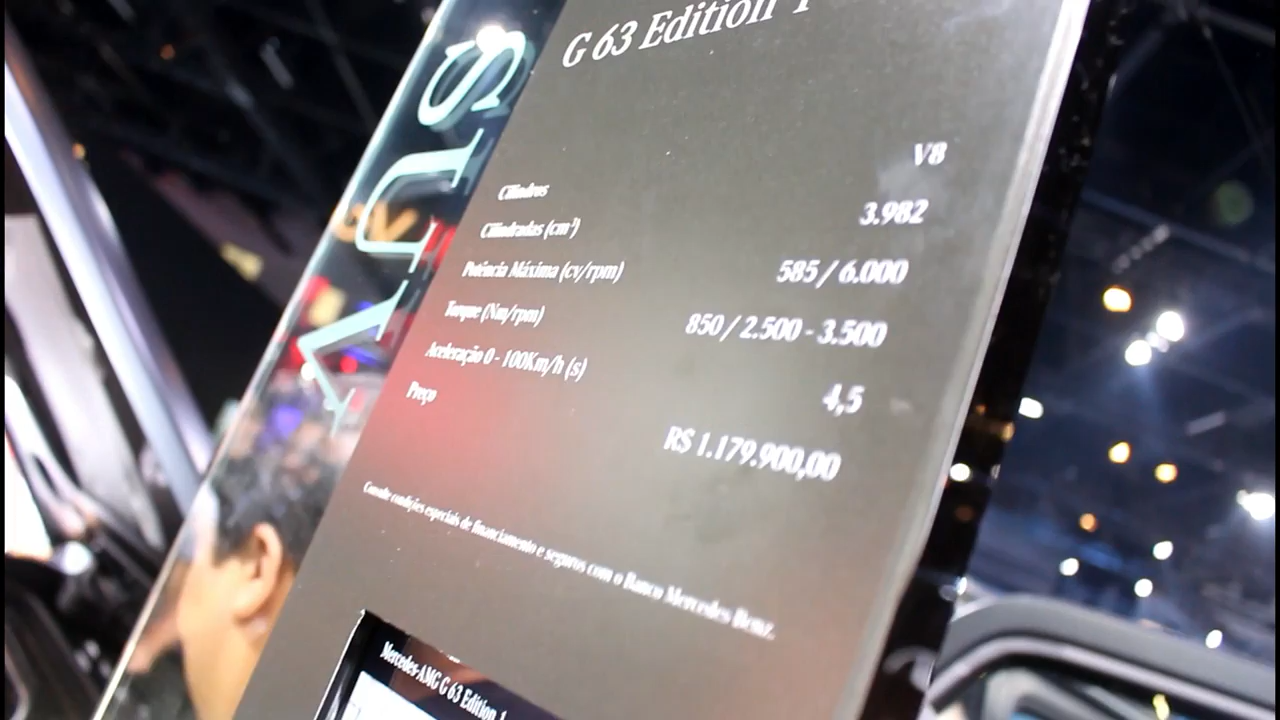 G 63 Edition 1
Cilindros V8
Cilindradas (cm³) 3.982
Potência Máxima (cv/rpm) 585 / 6.000
Torque (Nm/rpm) 850 / 2.500 - 3.500
Aceleração 0 - 100Km/h (s) 4,5
Preço R$ 1.179.900,00
Consulte condições especiais de financiamento e seguros com o Banco Mercedes Benz.
Mercedes-AMG G 63 Edition 1